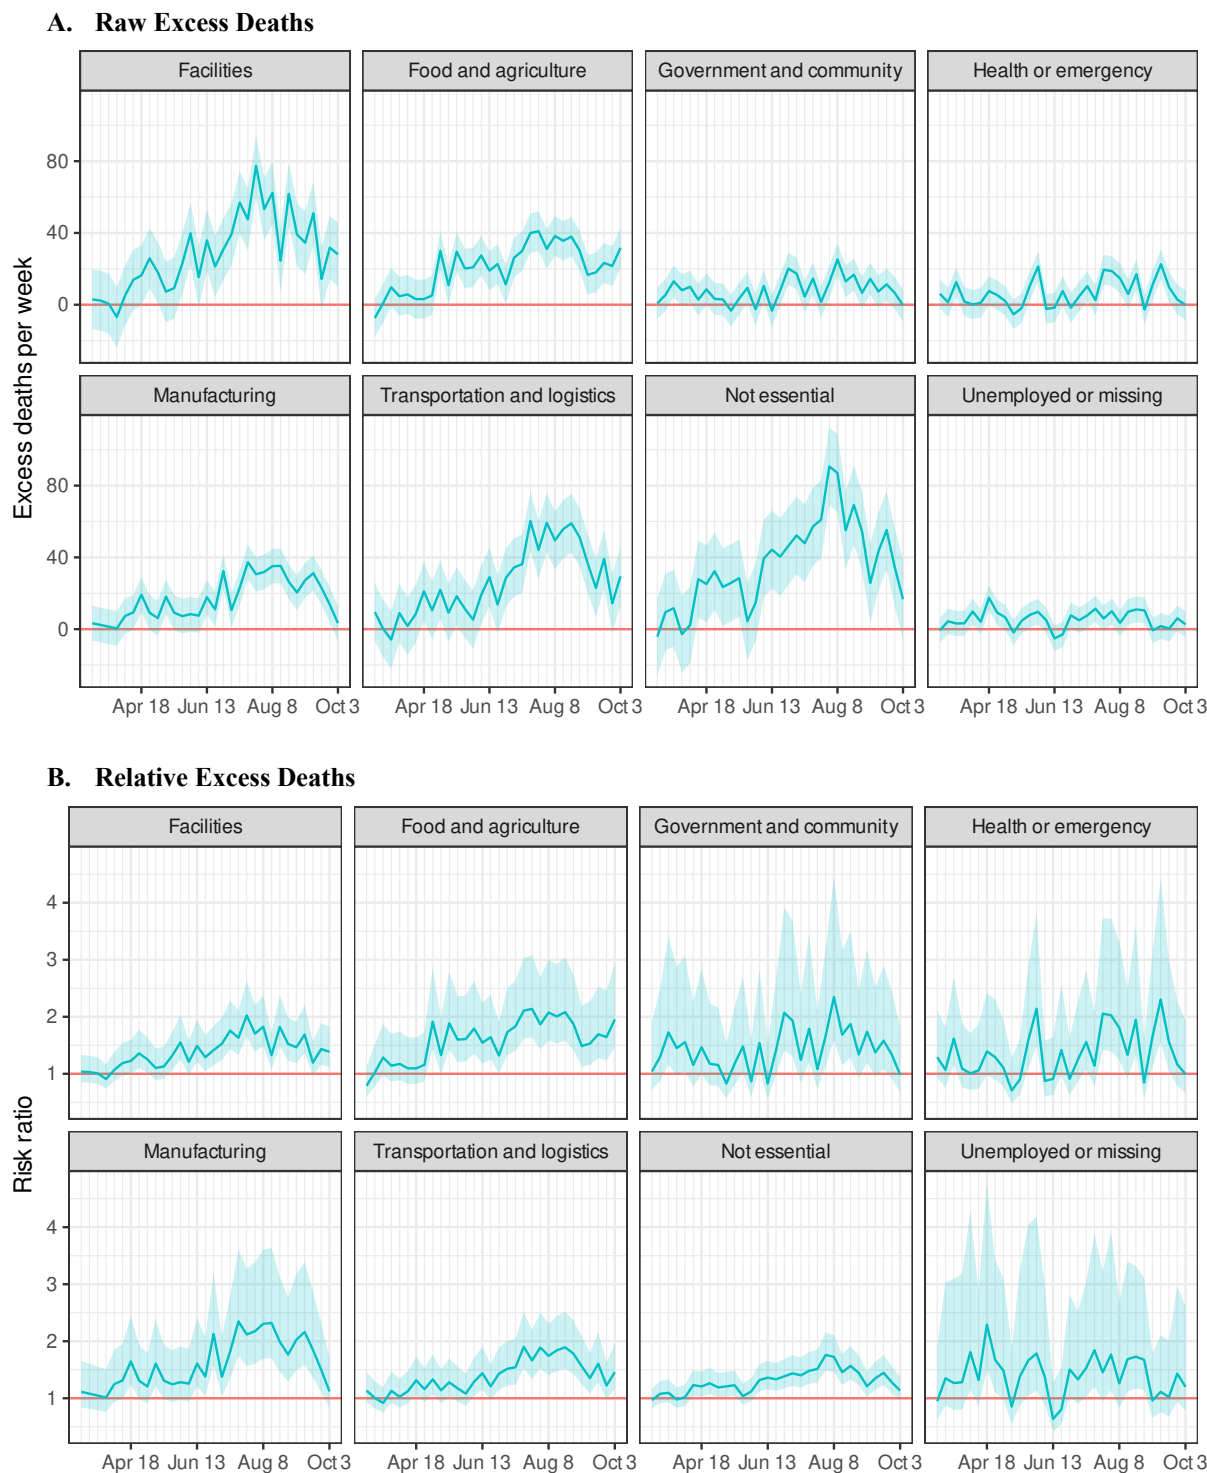 A. Raw Excess Deaths
Facilities
Food and agriculture
Government and community
Health or emergency
80
40
0
Excess deaths per week
Manufacturing
Transportation and logistics
Not essential
Unemployed or missing
80
40
0
Apr 18 Jun 13 Aug 8 Oct 3
Apr 18 Jun 13 Aug 8 Oct 3
Apr 18 Jun 13 Aug 8 Oct 3
Apr 18 Jun 13 Aug 8 Oct 3
B. Relative Excess Deaths
Facilities
Food and agriculture
Government and community
Health or emergency
4
3
2
1
Risk ratio
Manufacturing
Transportation and logistics
Not essential
Unemployed or missing
4
3
2
1
Apr 18 Jun 13 Aug 8 Oct 3
Apr 18 Jun 13 Aug 8 Oct 3
Apr 18 Jun 13 Aug 8 Oct 3
Apr 18 Jun 13 Aug 8 Oct 3